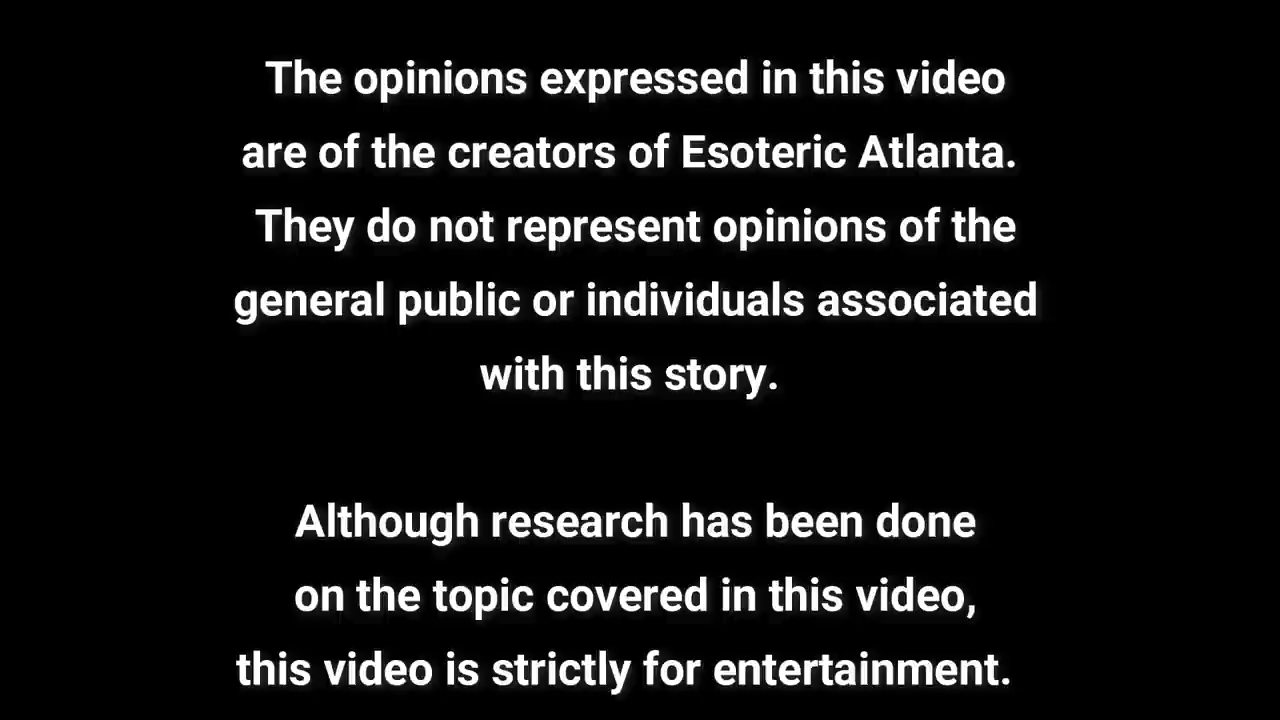 The opinions expressed in this video
are of the creators of Esoteric Atlanta.
They do not represent opinions of the
general public or individuals associated
with this story.
Although research has been done
on the topic covered in this video,
this video is strictly for entertainment.